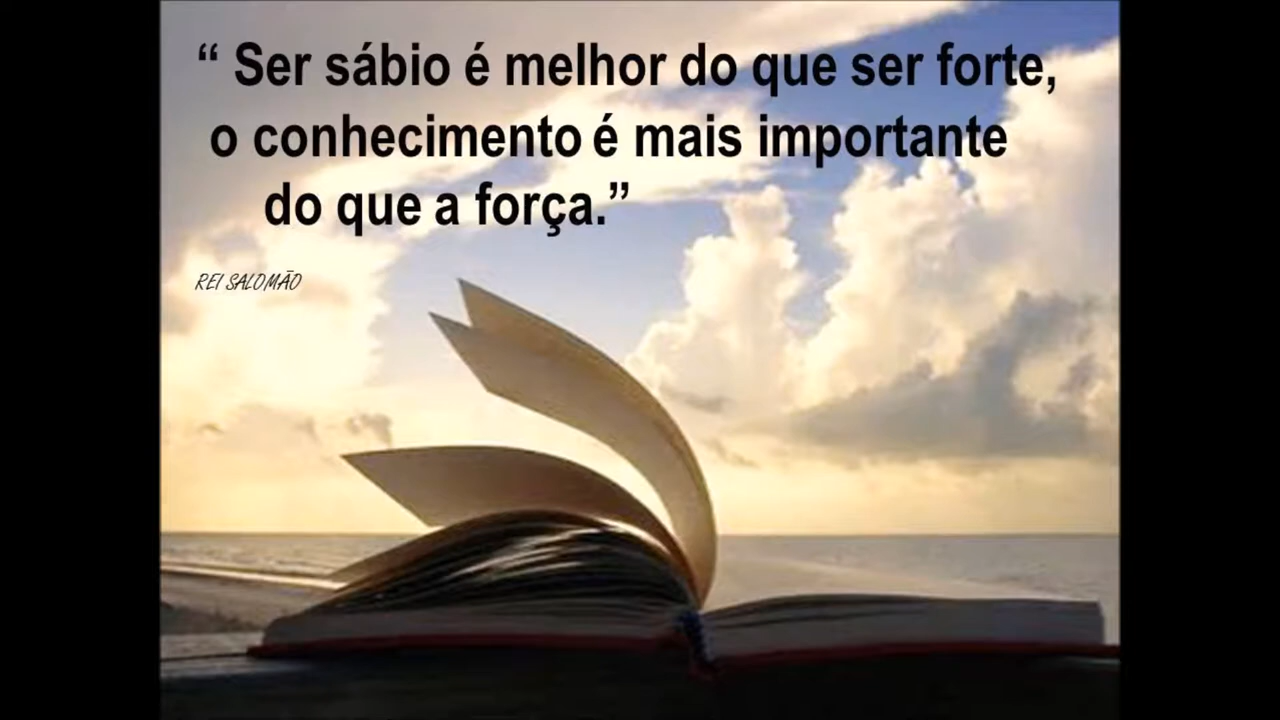 “ Ser sábio é melhor do que ser forte,
o conhecimento é mais importante
do que a força.”
REI SALOMÃO